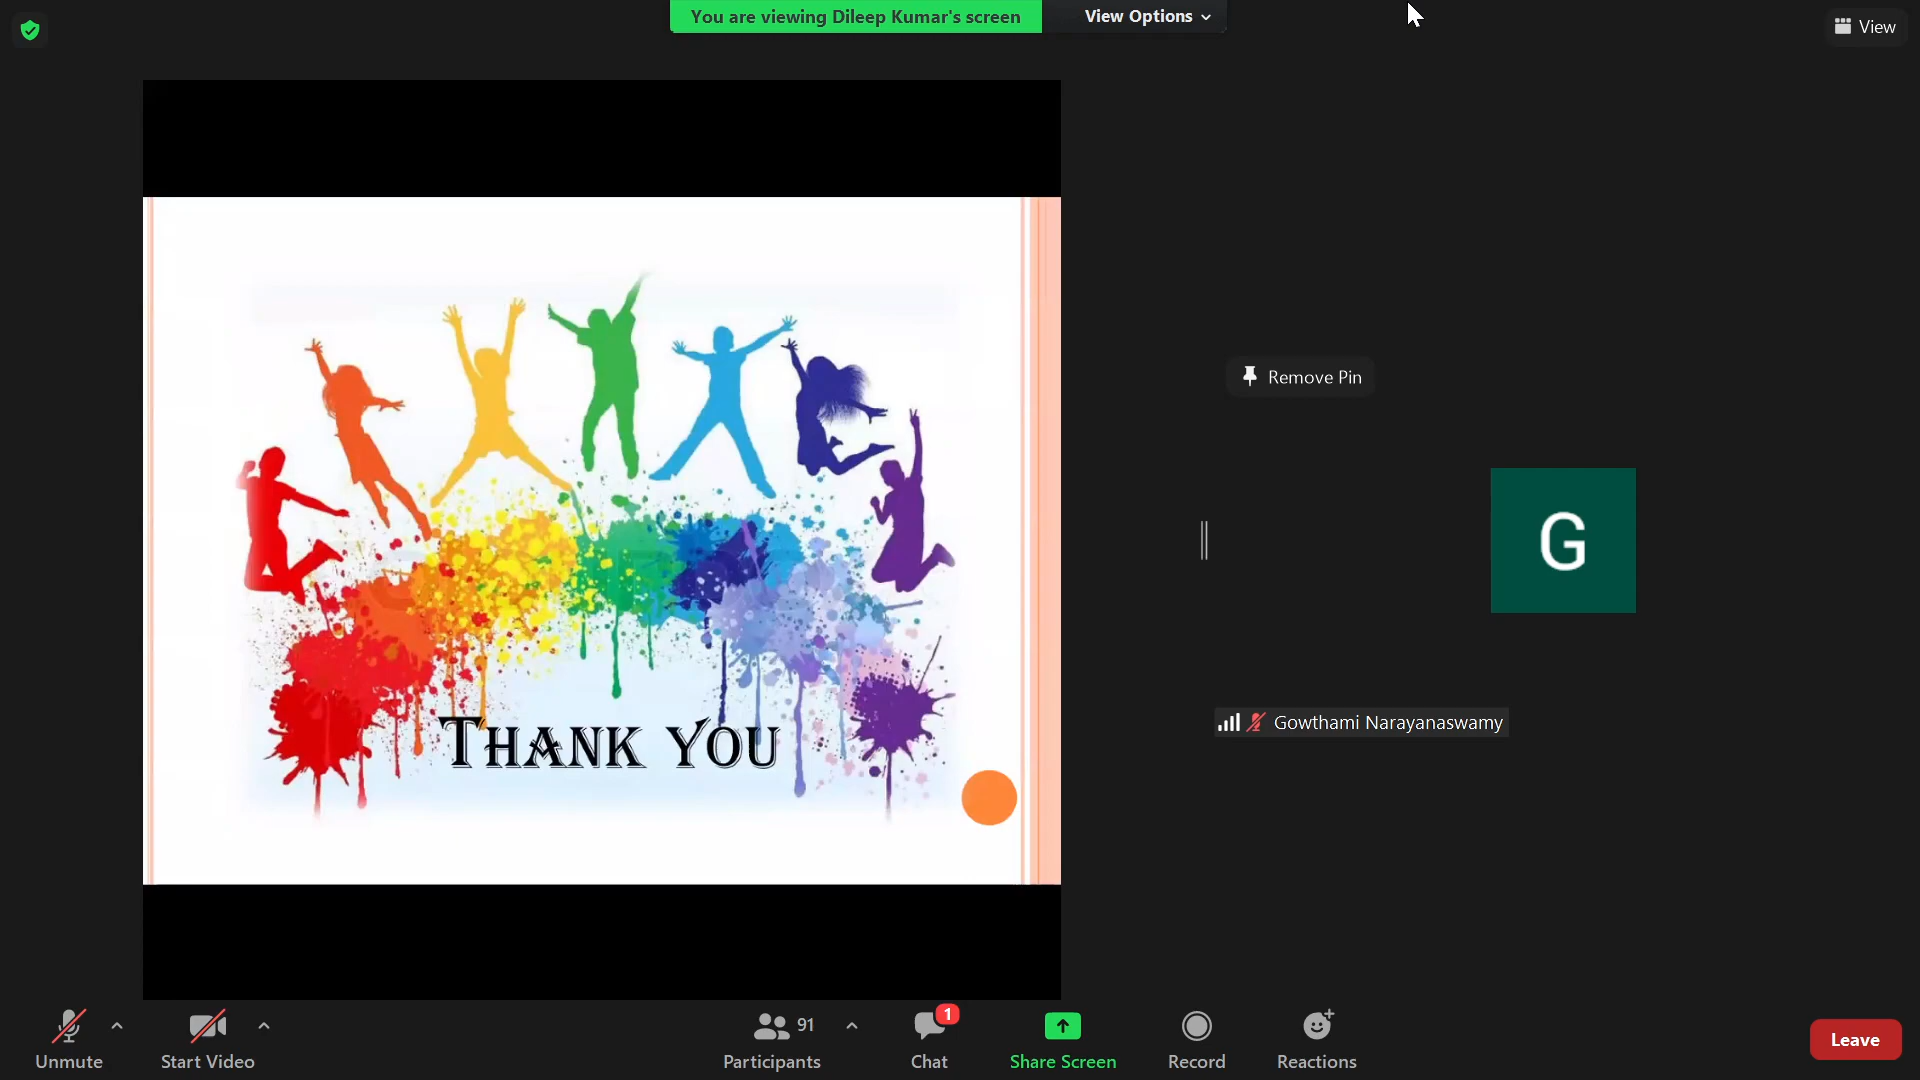 You are viewing Dileep Kumar's screen
View Options
View
Remove Pin
G
Gowthami Narayanaswamy
THANK YOU
Unmute
Start Video
91
Participants
1
Chat
Share Screen
Record
Reactions
Leave